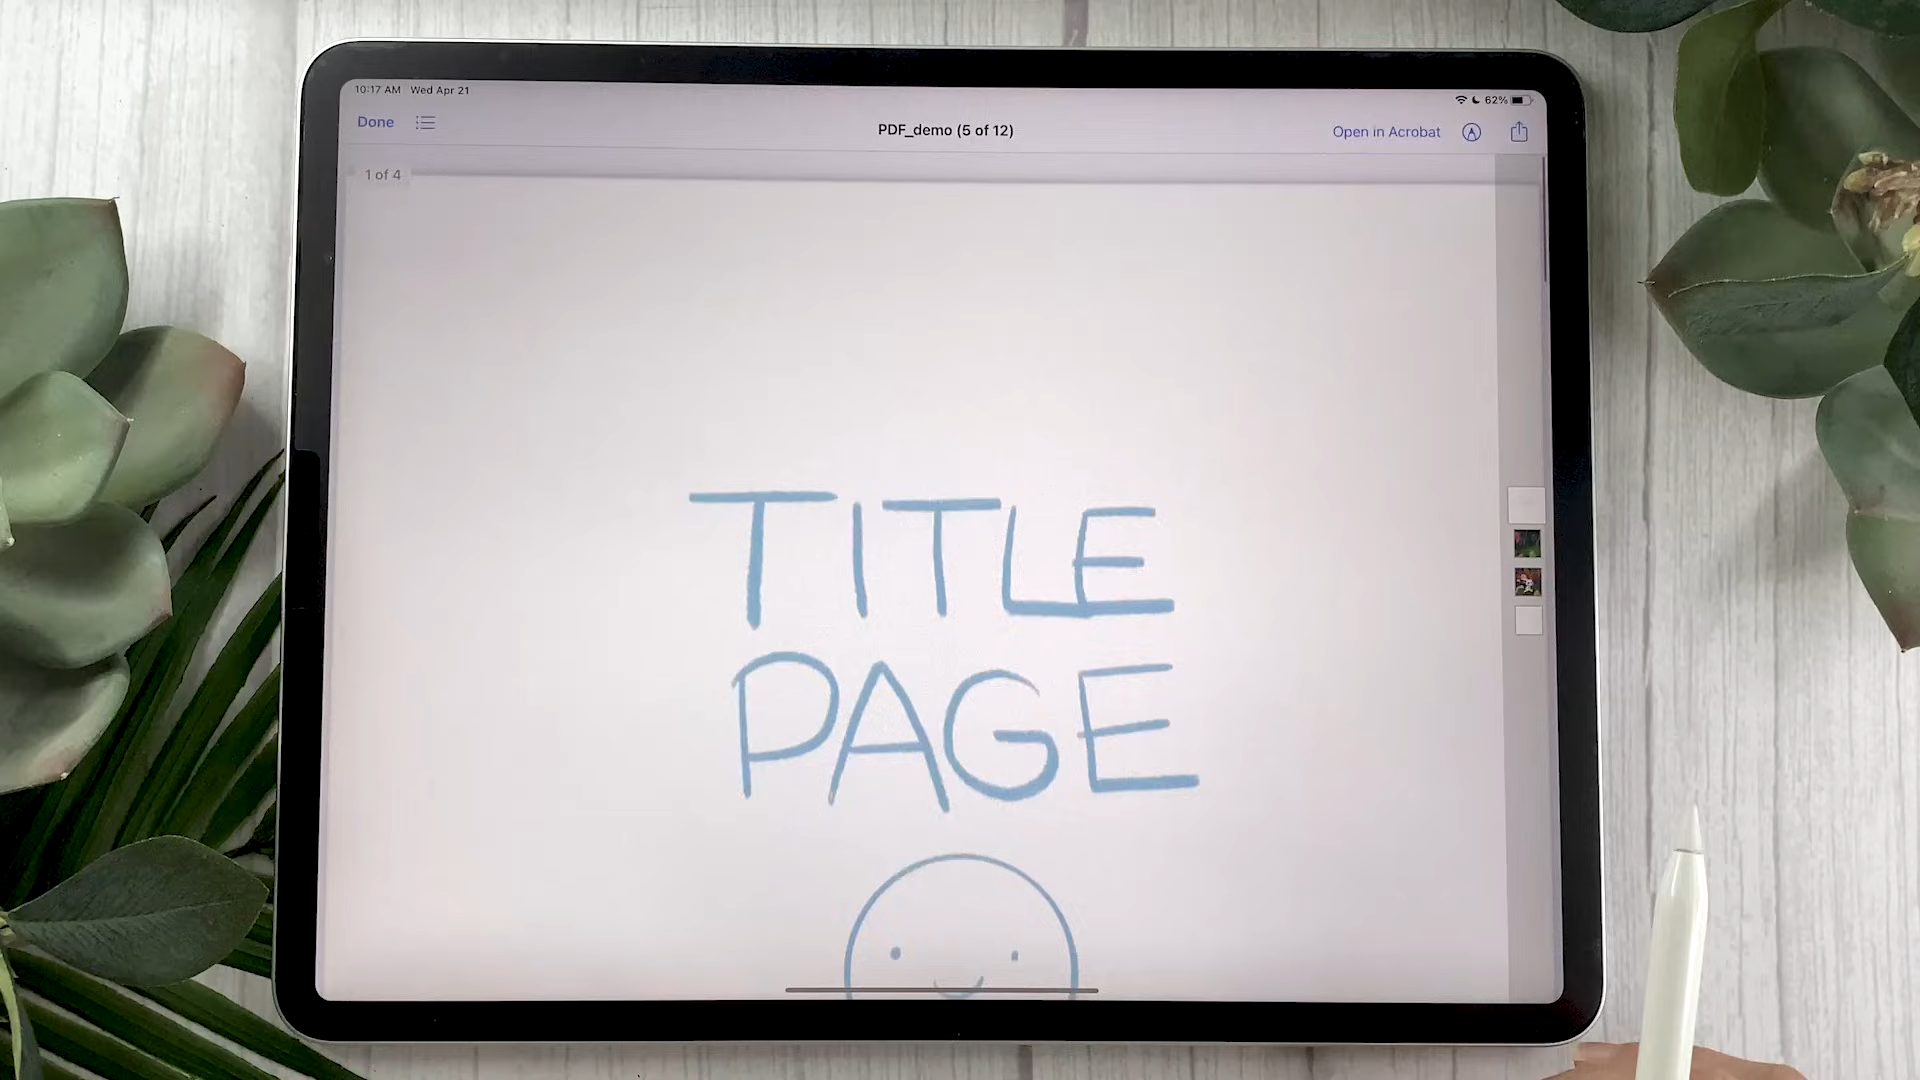 10:17 AM Wed Apr 21
62%
Done
PDF_demo (5 of 12)
Open in Acrobat
1 of 4
TITLE
PAGE